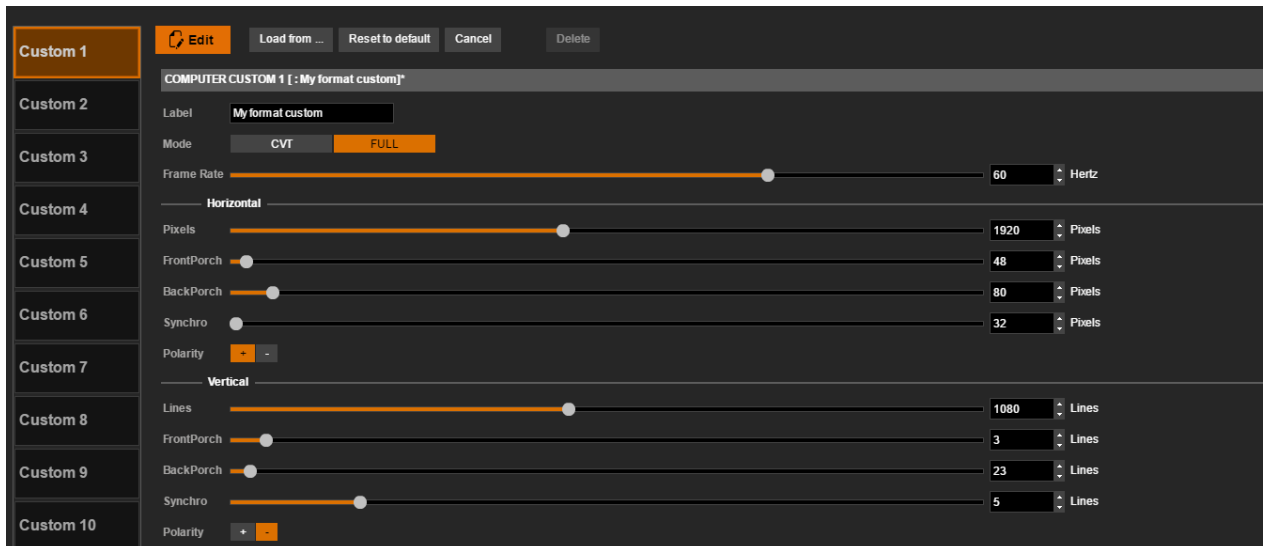 Custom 1
Custom 2
Custom 3
Custom 4
Custom 5
Custom 6
Custom 7
Custom 8
Custom 9
Custom 10
Edit Load from ... Reset to default Cancel Delete
COMPUTER CUSTOM 1 [ : My format custom]*
Label My format custom
Mode CVT FULL
Frame Rate 60 Hertz
Horizontal
Pixels 1920 Pixels
FrontPorch 48 Pixels
BackPorch 80 Pixels
Synchro 32 Pixels
Polarity + -
Vertical
Lines 1080 Lines
FrontPorch 3 Lines
BackPorch 23 Lines
Synchro 5 Lines
Polarity + -